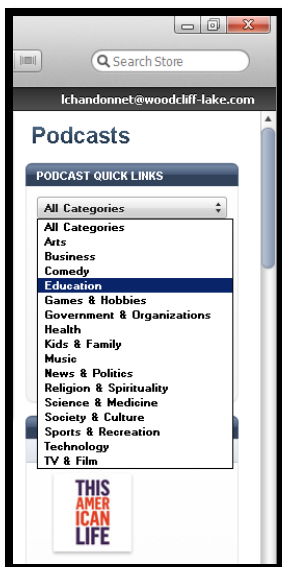 Search Store
lchandonnet@woodcliff-lake.com
Podcasts
PODCAST QUICK LINKS
All Categories
All Categories
Arts
Business
Comedy
Education
Games & Hobbies
Government & Organizations
Health
Kids & Family
Music
News & Politics
Religion & Spirituality
Science & Medicine
Society & Culture
Sports & Recreation
Technology
TV & Film
THIS
AMER
ICAN
LIFE